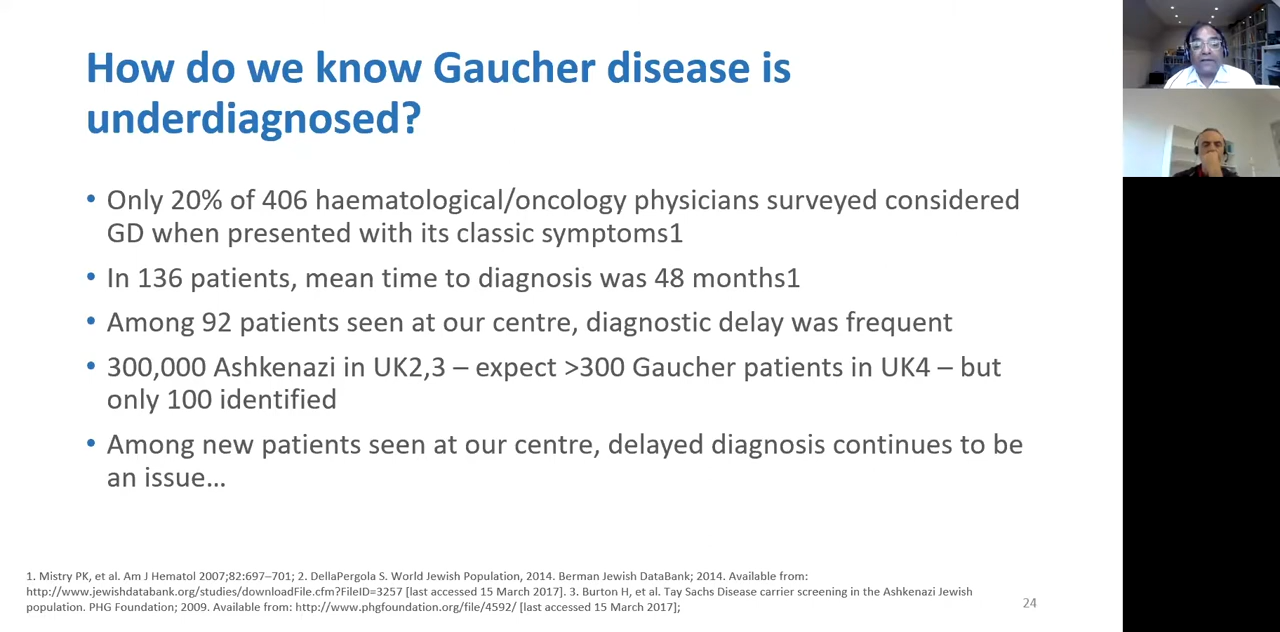 How do we know Gaucher disease is
underdiagnosed?
• Only 20% of 406 haematological/oncology physicians surveyed considered
GD when presented with its classic symptoms1
• In 136 patients, mean time to diagnosis was 48 months1
• Among 92 patients seen at our centre, diagnostic delay was frequent
• 300,000 Ashkenazi in UK2,3 – expect >300 Gaucher patients in UK4 – but
only 100 identified
• Among new patients seen at our centre, delayed diagnosis continues to be
an issue…
1. Mistry PK, et al. Am J Hematol 2007;82:697–701; 2. DellaPergola S. World Jewish Population, 2014. Berman Jewish DataBank; 2014. Available from:
http://www.jewishdatabank.org/studies/downloadFile.cfm?FileID=3257 [last accessed 15 March 2017]. 3. Burton H, et al. Tay Sachs Disease carrier screening in the Ashkenazi Jewish
population. PHG Foundation; 2009. Available from: http://www.phgfoundation.org/file/4592/ [last accessed 15 March 2017];
24